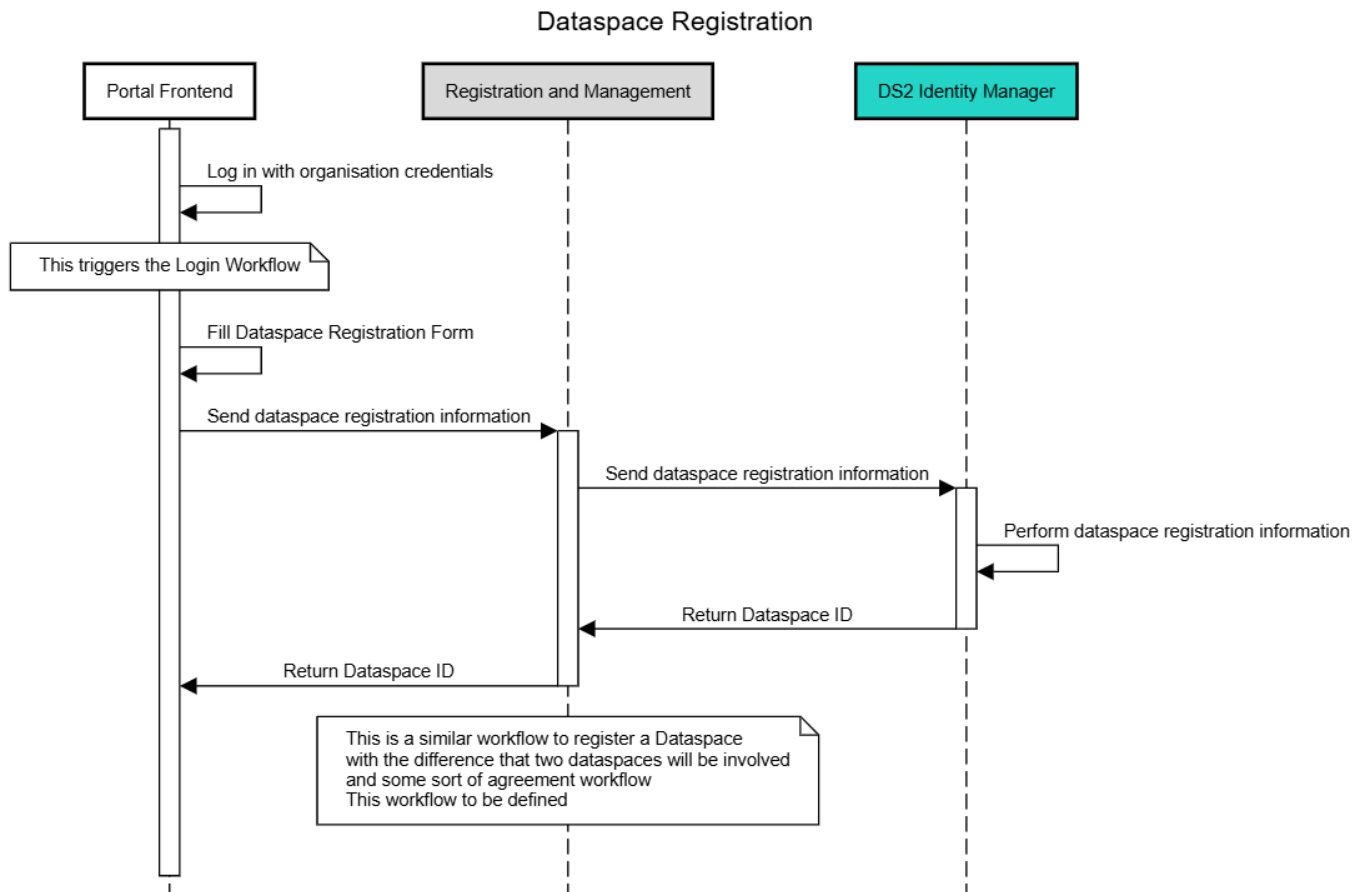 Dataspace Registration
Portal Frontend
Registration and Management
DS2 Identity Manager
Log in with organisation credentials
This triggers the Login Workflow
Fill Dataspace Registration Form
Send dataspace registration information
Send dataspace registration information
Perform dataspace registration information
Return Dataspace ID
Return Dataspace ID
This is a similar workflow to register a Dataspace
with the difference that two dataspaces will be involved
and some sort of agreement workflow
This workflow to be defined